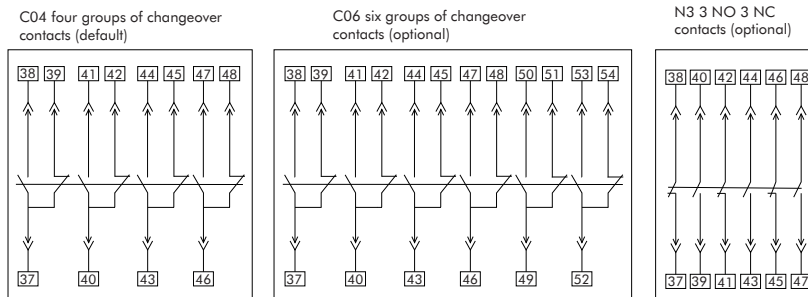 C04 four groups of changeover
contacts (default)
38 39 41 42 44 45 47 48
37 40 43 46
C06 six groups of changeover
contacts (optional)
38 39 41 42 44 45 47 48 50 51 53 54
37 40 43 46 49 52
N3 3 NO 3 NC
contacts (optional)
38 40 42 44 46 48
37 39 41 43 45 47